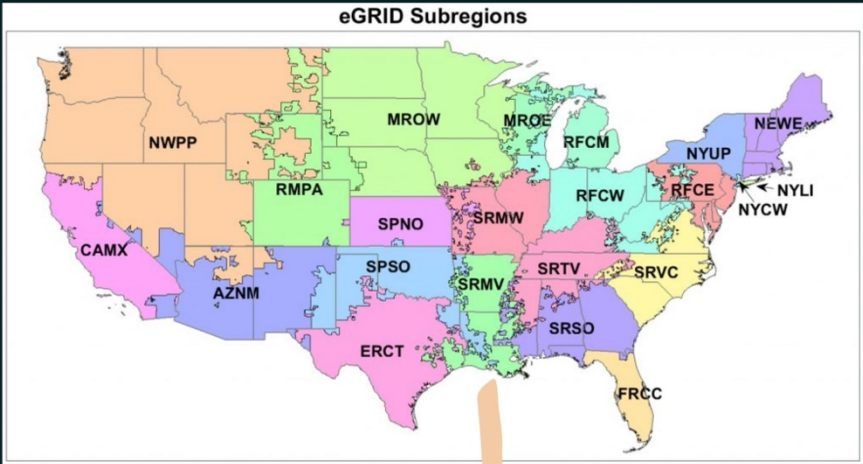 eGRID Subregions
NWPP
MROW
MROE
RFCM
NEWE
NYUP
NYLI
NYCW
RMPA
RFCW
RFCE
SPNO
SRMW
CAMX
AZNM
SPSO
SRMV
SRTV
SRVC
SRSO
ERCT
FRCC